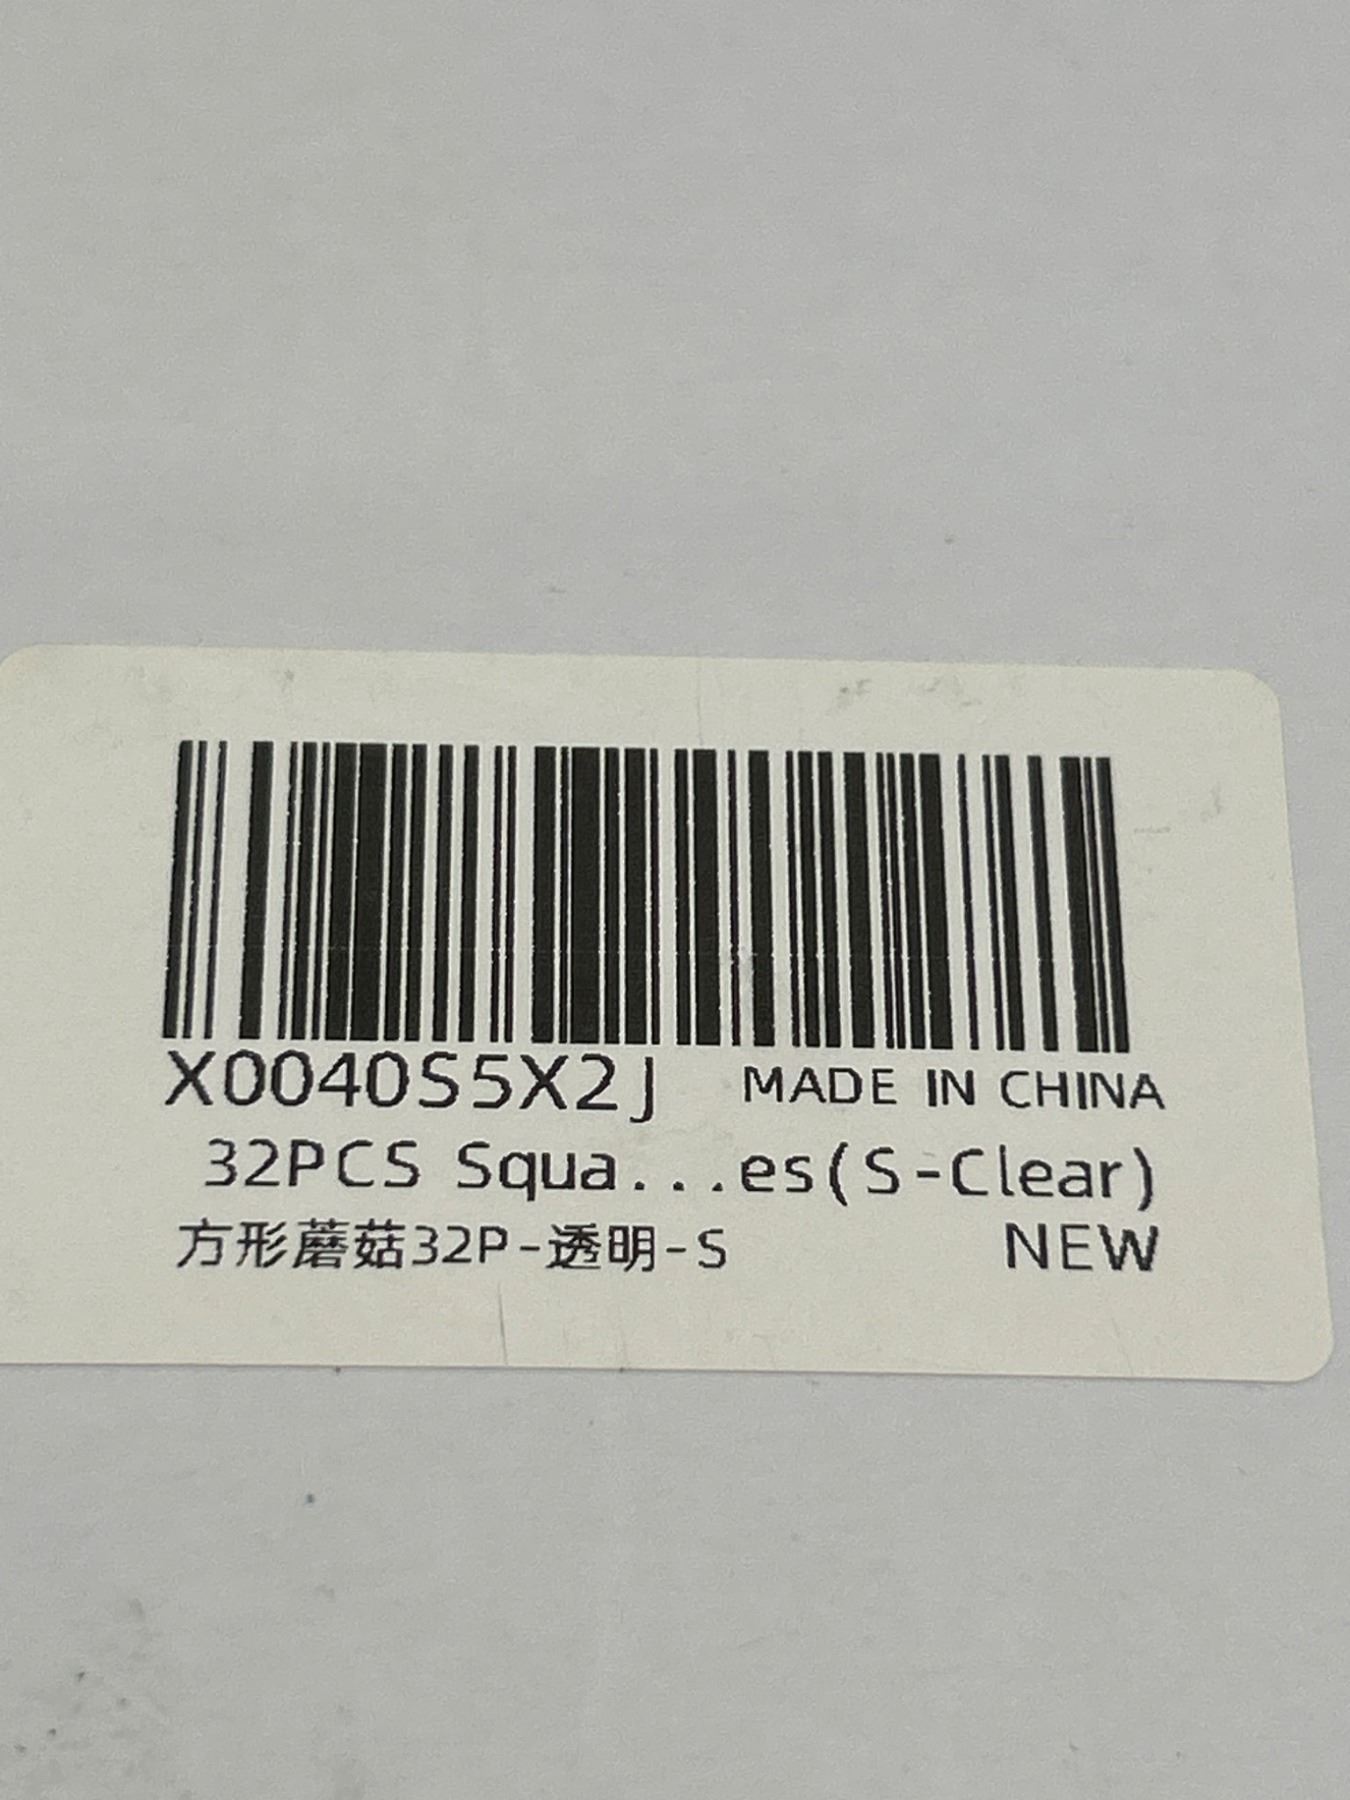 X0040S5X2J MADE IN CHINA
32PCS Squa...es(S-Clear)
方形蘑菇32P-透明-S NEW